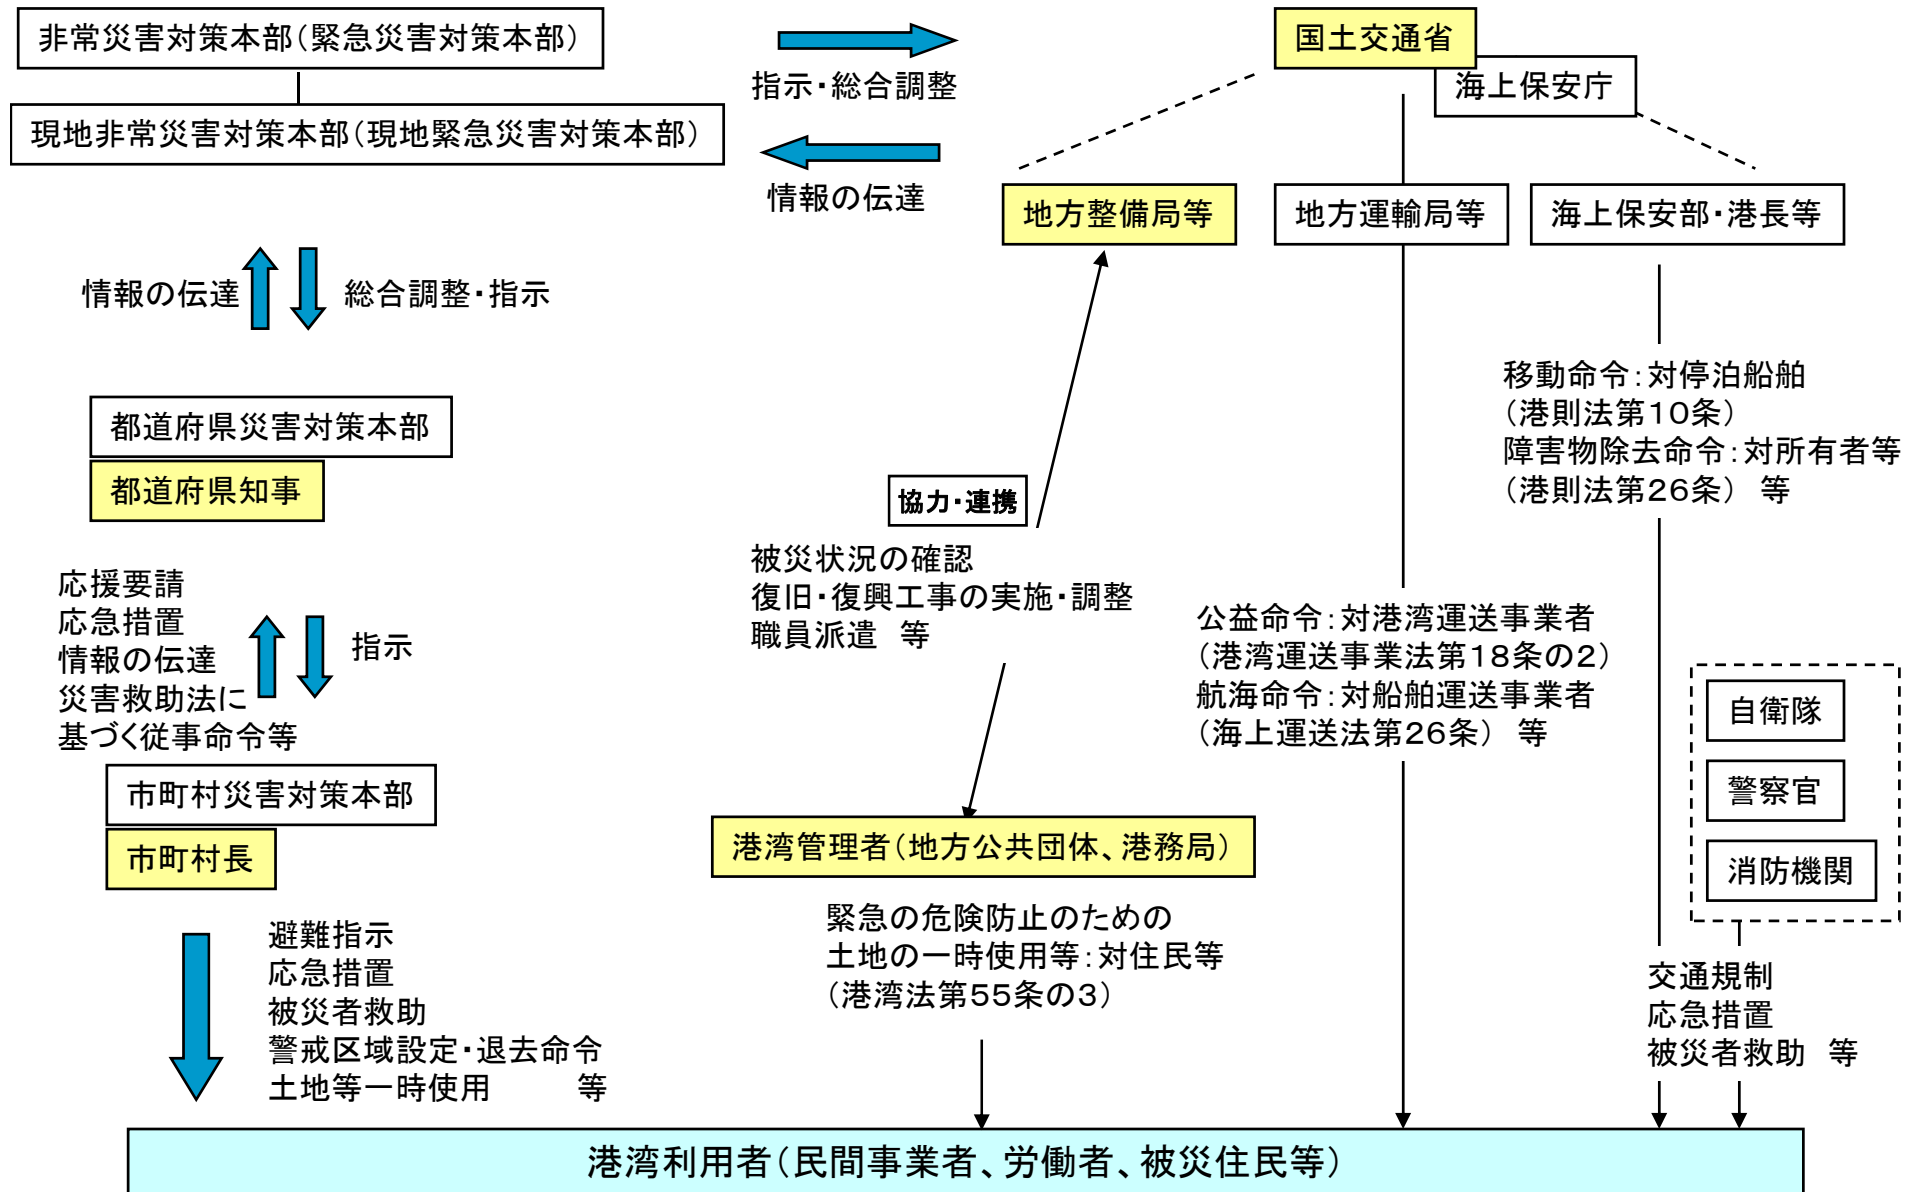 非常災害対策本部(緊急災害対策本部)
指示・総合調整
国土交通省
海上保安庁
現地非常災害対策本部(現地緊急災害対策本部)
情報の伝達
地方整備局等
地方運輸局等
海上保安部・港長等
情報の伝達
総合調整・指示
移動命令:対停泊船舶
(港則法第10条)
障害物除去命令:対所有者等
(港則法第26条) 等
都道府県災害対策本部
都道府県知事
協力・連携
被災状況の確認
復旧・復興工事の実施・調整
職員派遣 等
応援要請
応急措置
情報の伝達
災害救助法に
基づく従事命令等
指示
公益命令:対港湾運送事業者
(港湾運送事業法第18条の2)
航海命令:対船舶運送事業者
(海上運送法第26条) 等
自衛隊
警察官
消防機関
市町村災害対策本部
市町村長
港湾管理者(地方公共団体、港務局)
避難指示
応急措置
被災者救助
警戒区域設定・退去命令
土地等一時使用 等
緊急の危険防止のための
土地の一時使用等:対住民等
(港湾法第55条の3)
交通規制
応急措置
被災者救助 等
港湾利用者(民間事業者、労働者、被災住民等)